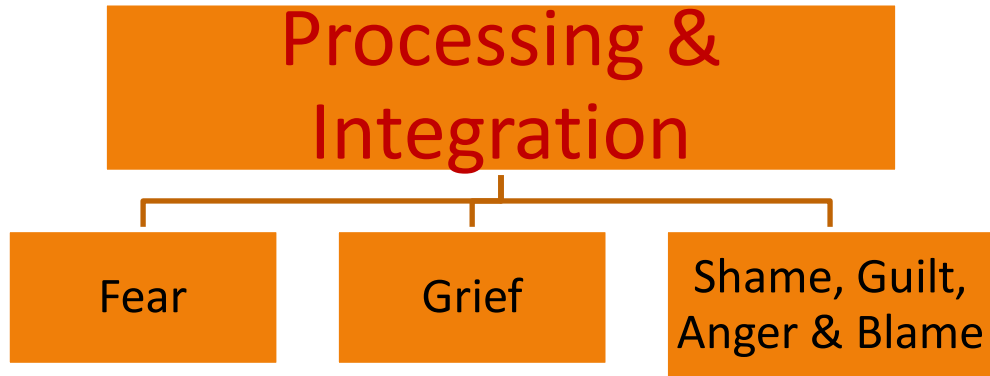 Processing &
Integration
Fear
Grief
Shame, Guilt,
Anger & Blame